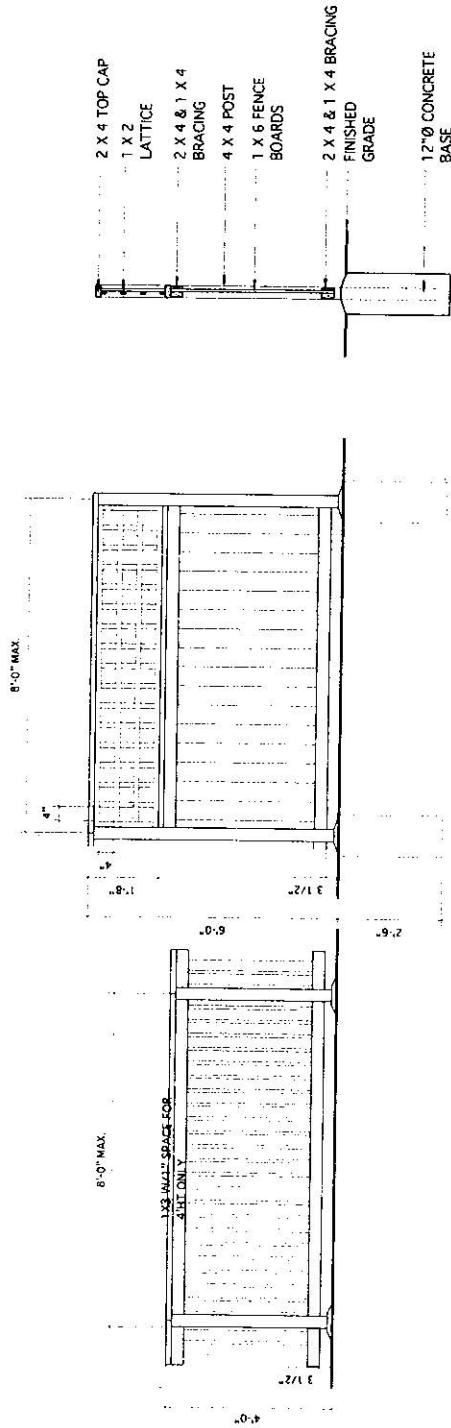 8'-0" MAX.
1X3 W/1" SPACE FOR
4'HT ONLY
3 1/2"
4'-0"
8'-0" MAX.
4"
4"
1'-8"
6'-0"
3 1/2"
2'-6"
2 X 4 TOP CAP
1 X 2
LATTICE
2 X 4 & 1 X 4
BRACING
4 X 4 POST
1 X 6 FENCE
BOARDS
2 X 4 & 1 X 4 BRACING
FINISHED
GRADE
12"Ø CONCRETE
BASE